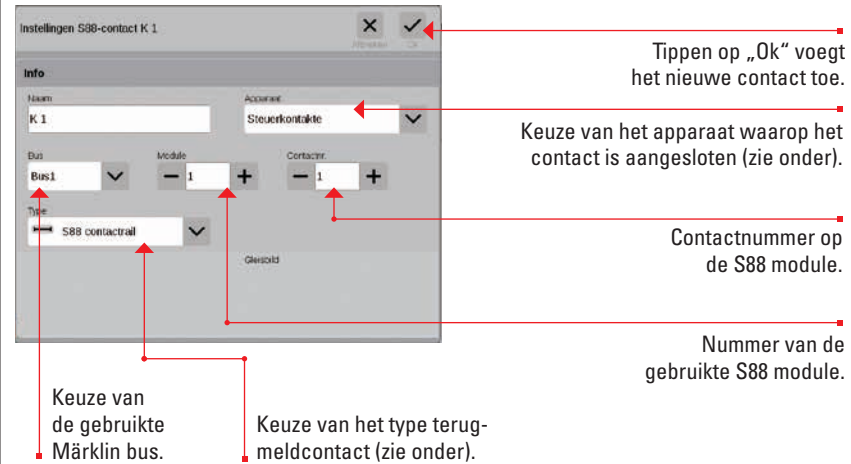 Instellingen S88-contact K 1
Afbreken Ok
Tippen op „Ok“ voegt
het nieuwe contact toe.
Info
Naam Apparaat
K 1 Steuerkontakte
Keuze van het apparaat waarop het
contact is aangesloten (zie onder).
Bus Module Contactnr.
Bus1 1 1
Type
S88 contactrail
Contactnummer op
de S88 module.
Gleisbild
Nummer van de
gebruikte S88 module.
Keuze van
de gebruikte
Märklin bus.
Keuze van het type terug-
meldcontact (zie onder).